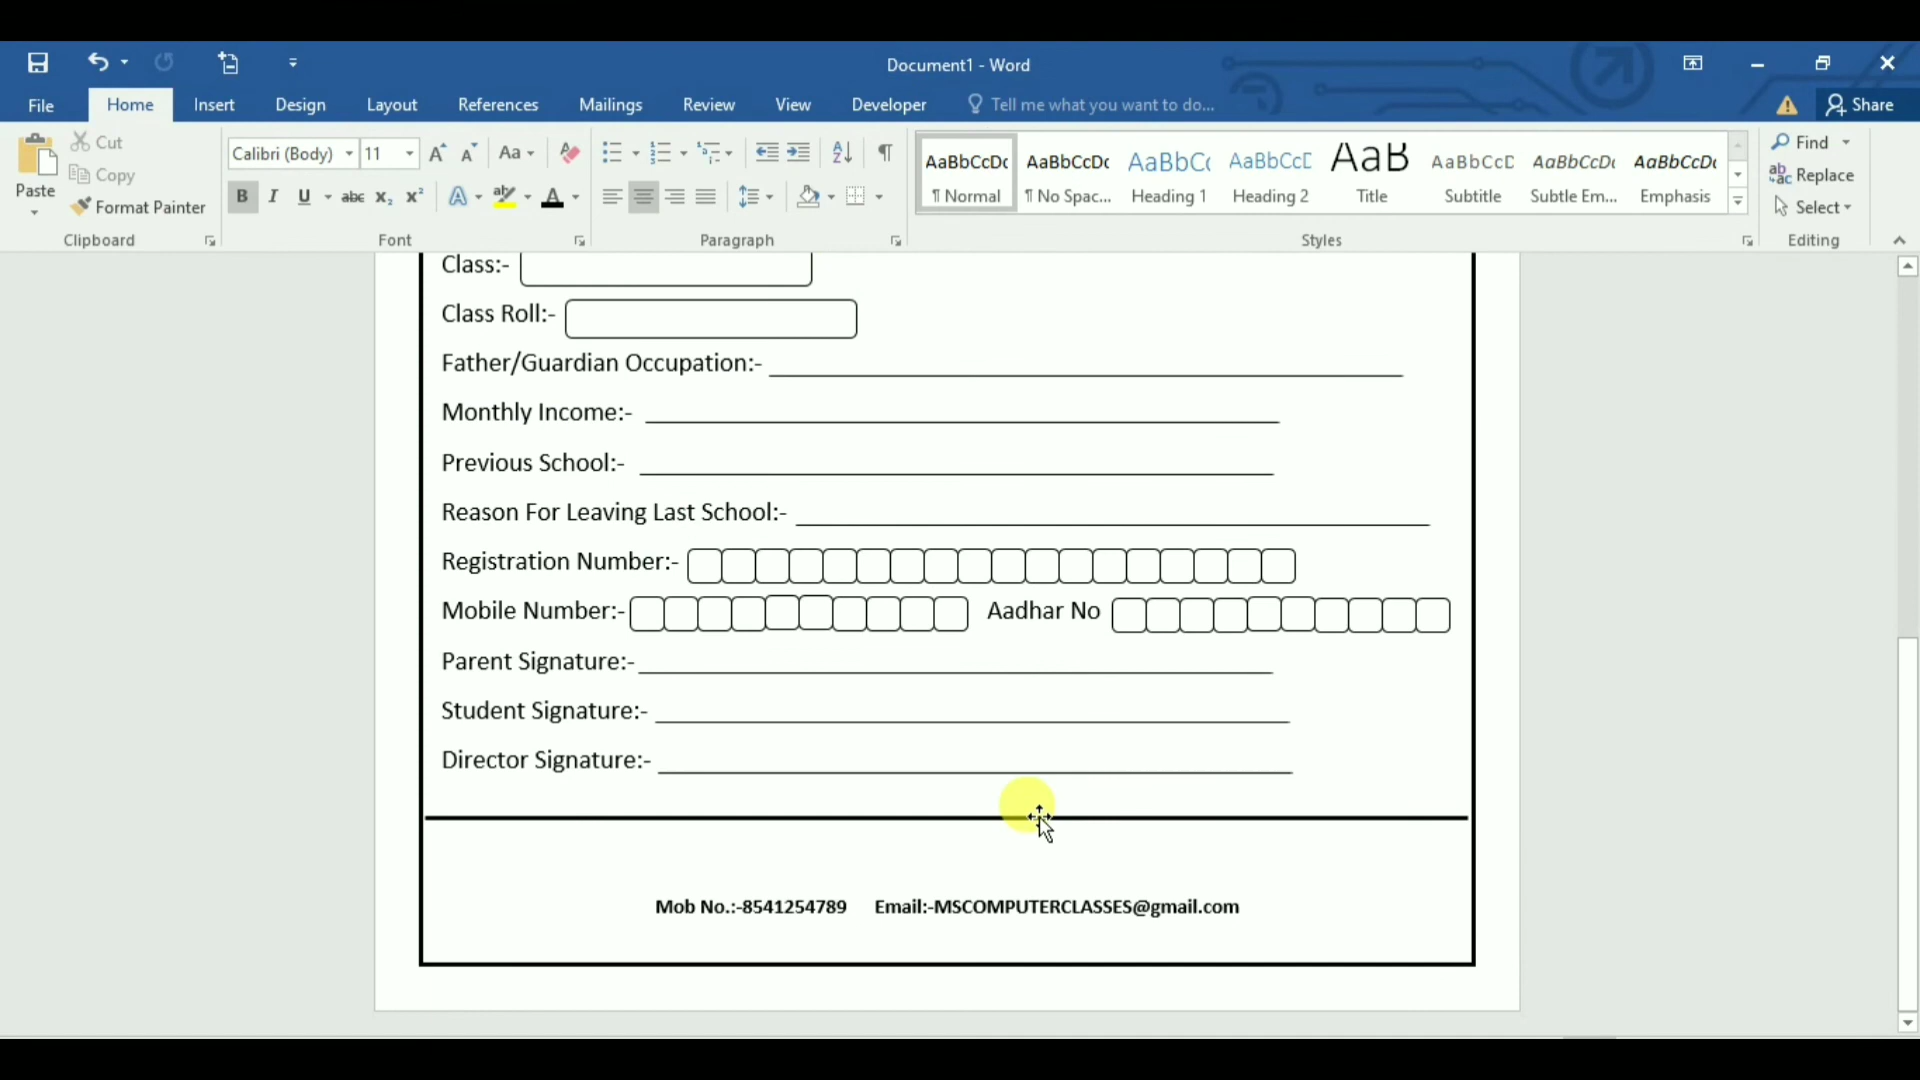 Document1 - Word
File Home Insert Design Layout References Mailings Review View Developer Tell me what you want to do... Share
Paste
Cut
Copy
Format Painter
Clipboard
Calibri (Body) 11
Font
Paragraph
AaBbCcDc AaBbCcDc AaBbC AaBbCcD AaB AaBbCcD AaBbCcDc AaBbCcDc
¶ Normal ¶ No Spac... Heading 1 Heading 2 Title Subtitle Subtle Em... Emphasis
Styles
Find
Replace
Select
Editing
Class:-
Class Roll:-
Father/Guardian Occupation:-
Monthly Income:-
Previous School:-
Reason For Leaving Last School:-
Registration Number:-
Mobile Number:- Aadhar No
Parent Signature:-
Student Signature:-
Director Signature:-
Mob No.:-8541254789 Email:-MSCOMPUTERCLASSES@gmail.com